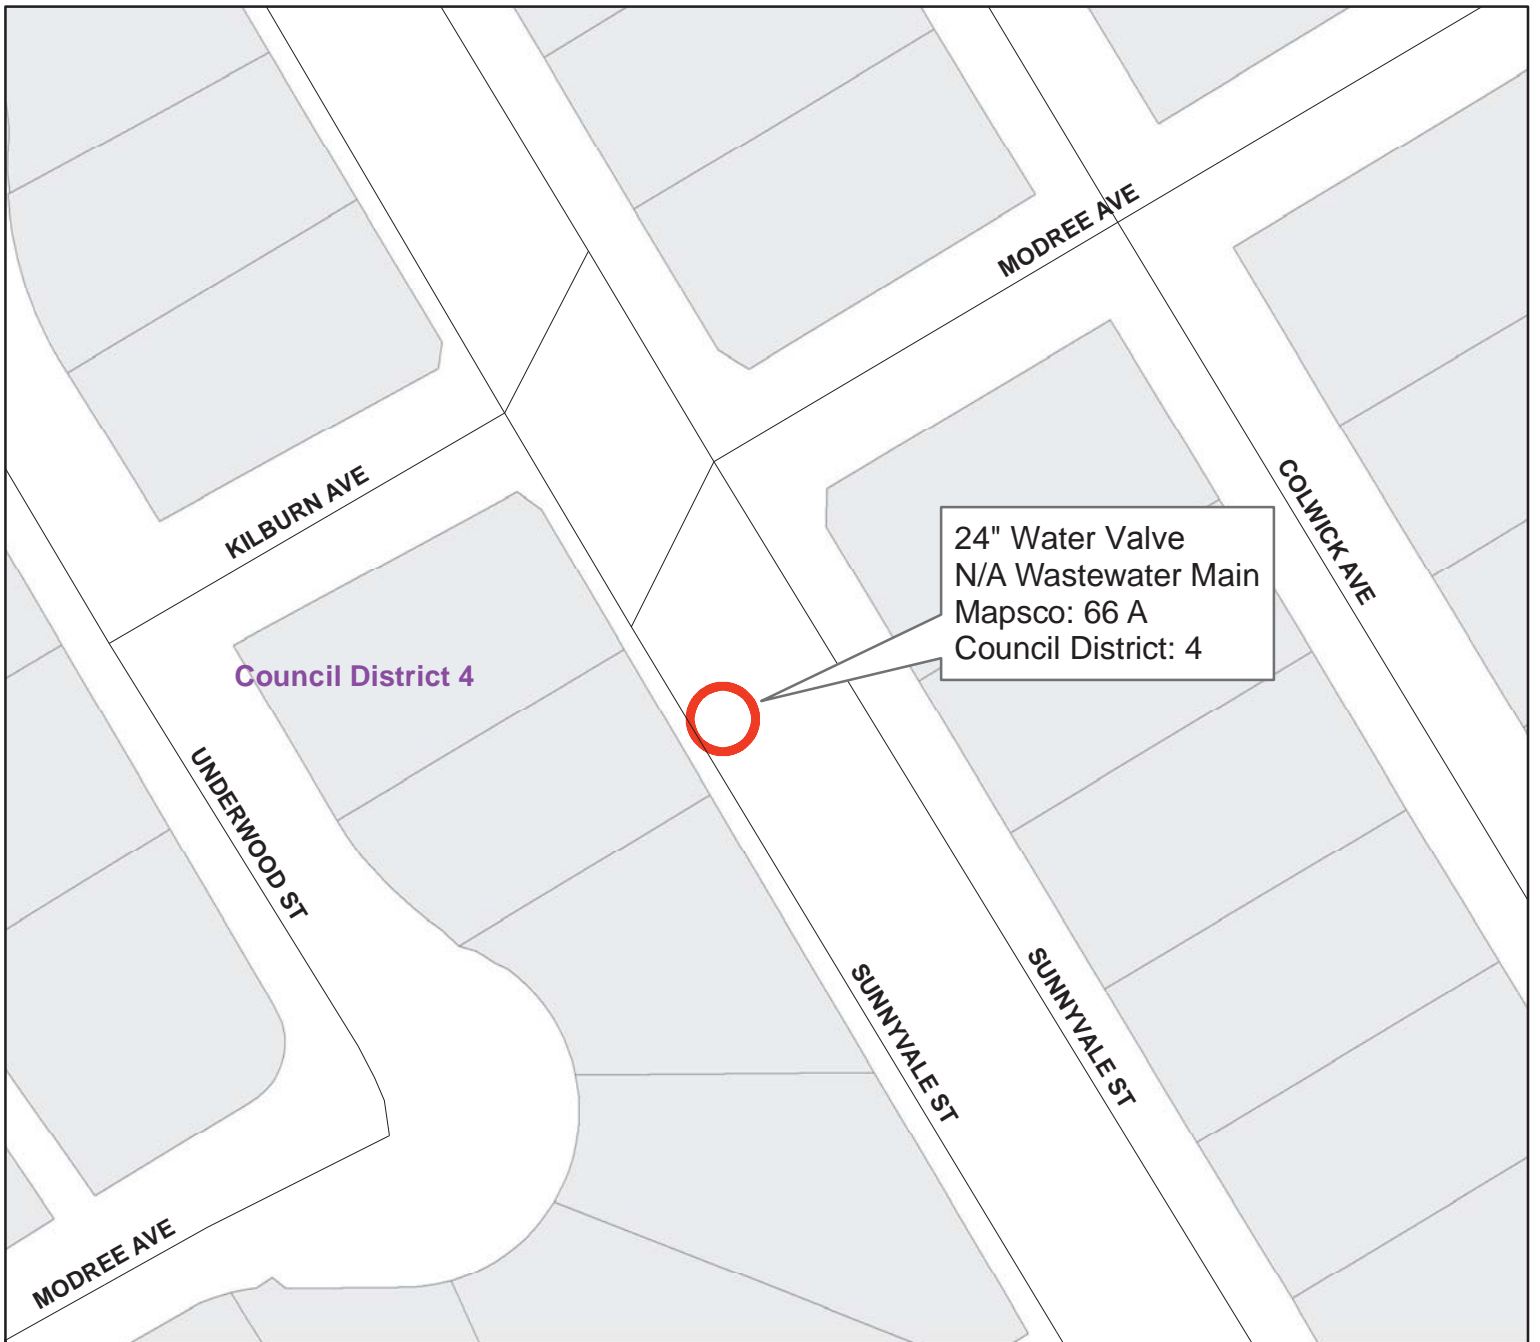 MODREE AVE
KILBURN AVE
COLWICK AVE
24" Water Valve
N/A Wastewater Main
Mapsco: 66 A
Council District: 4
Council District 4
UNDERWOOD ST
SUNNYVALE ST
SUNNYVALE ST
MODREE AVE